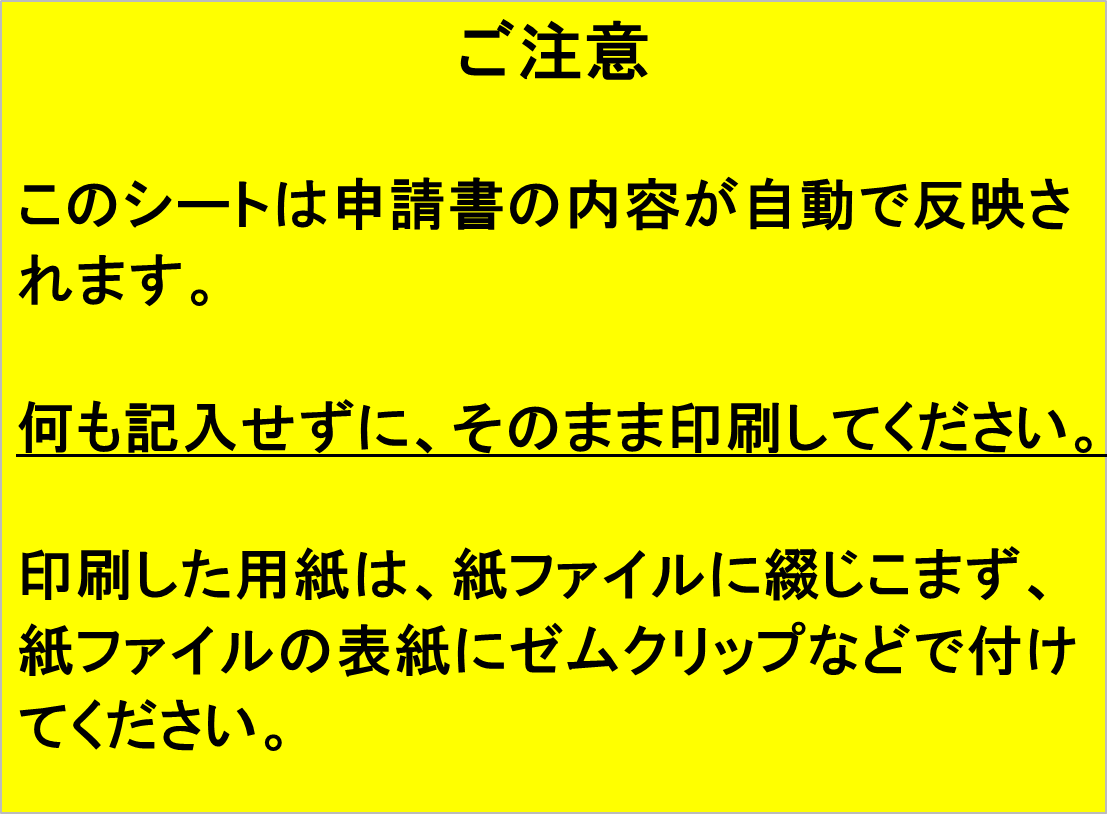 ご注意
このシートは申請書の内容が自動で反映さ
れます。
何も記入せずに、そのまま印刷してください。
印刷した用紙は、紙ファイルに綴じこまず、
紙ファイルの表紙にゼムクリップなどで付け
てください。